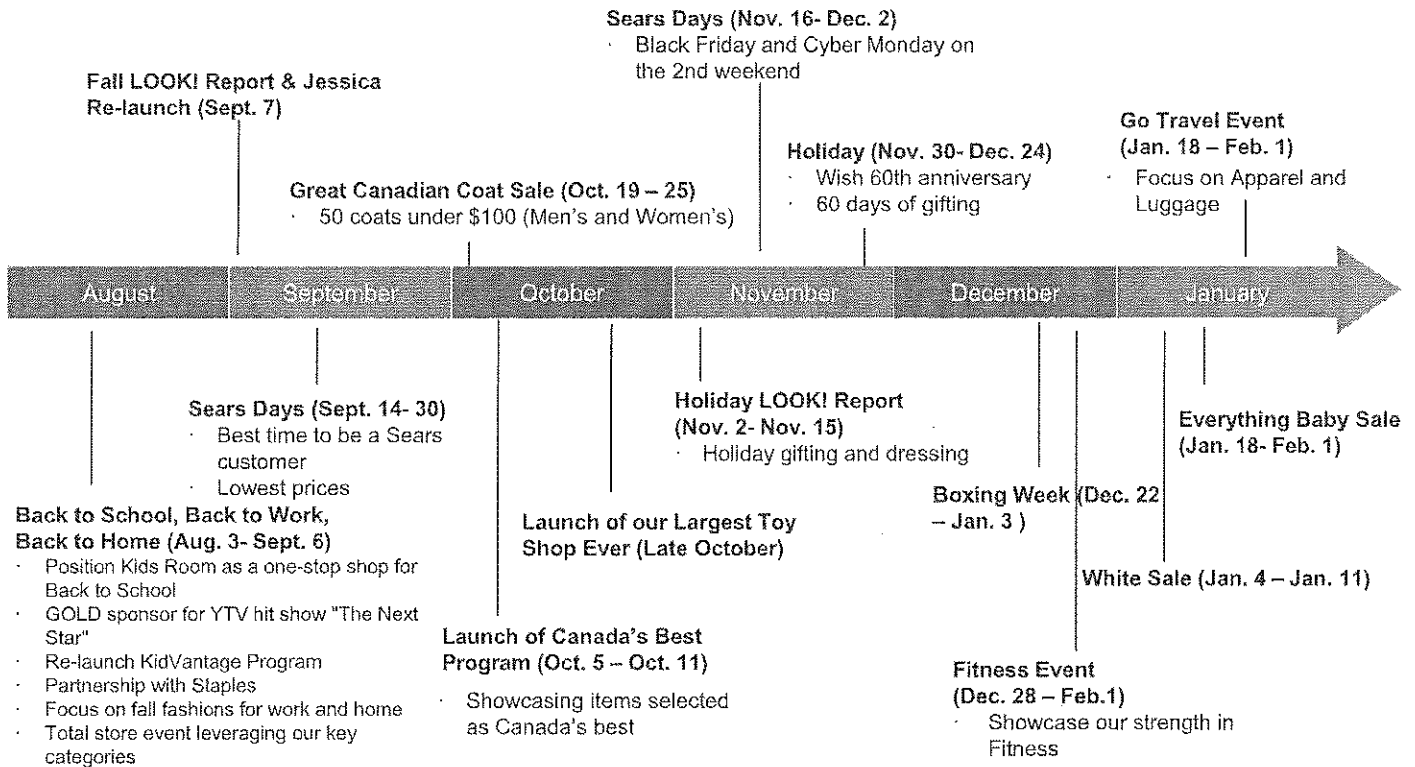 Sears Days (Nov. 16- Dec. 2)
· Black Friday and Cyber Monday on
the 2nd weekend
Fall LOOK! Report & Jessica
Re-launch (Sept. 7)
Go Travel Event
(Jan. 18 – Feb. 1)
· Focus on Apparel and
Luggage
Holiday (Nov. 30- Dec. 24)
· Wish 60th anniversary
· 60 days of gifting
Great Canadian Coat Sale (Oct. 19 – 25)
· 50 coats under $100 (Men's and Women's)
August
September
October
November
December
January
Sears Days (Sept. 14- 30)
· Best time to be a Sears
customer
· Lowest prices
Back to School, Back to Work,
Back to Home (Aug. 3- Sept. 6)
· Position Kids Room as a one-stop shop for
Back to School
· GOLD sponsor for YTV hit show "The Next
Star"
· Re-launch KidVantage Program
· Partnership with Staples
· Focus on fall fashions for work and home
· Total store event leveraging our key
categories
Launch of our Largest Toy
Shop Ever (Late October)
Launch of Canada's Best
Program (Oct. 5 – Oct. 11)
· Showcasing items selected
as Canada's best
Holiday LOOK! Report
(Nov. 2- Nov. 15)
· Holiday gifting and dressing
Boxing Week (Dec. 22
– Jan. 3 )
Fitness Event
(Dec. 28 – Feb.1)
· Showcase our strength in
Fitness
White Sale (Jan. 4 – Jan. 11)
Everything Baby Sale
(Jan. 18- Feb. 1)